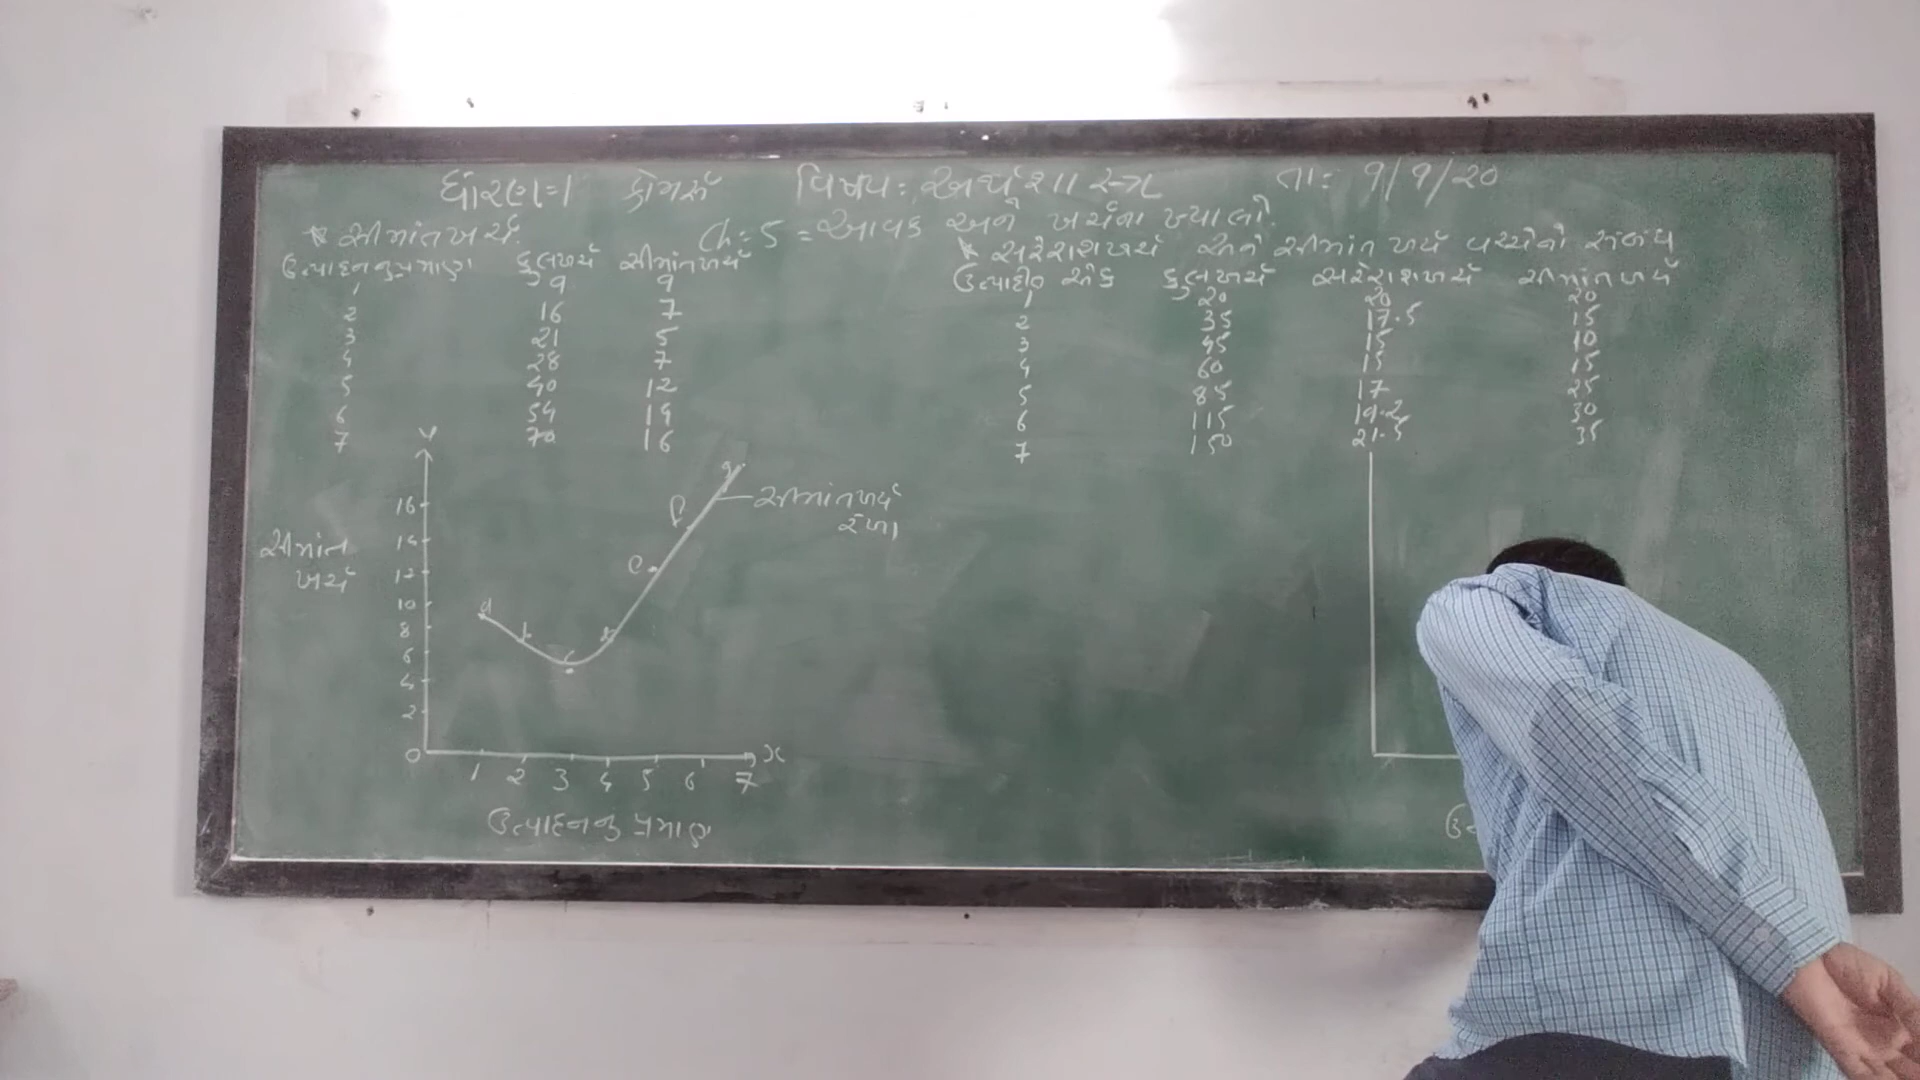 ધોરણ=1 કોમર્સ વિષય: અર્થશાસ્ત્ર તા: 9/9/20
Ch:5 = આવક અને ખર્ચના ખ્યાલો.
* સીમાંતખર્ચ.
ઉત્પાદનનુપ્રમાણ કુલખર્ચ સીમાંતખર્ચ
1 9 9
2 16 7
3 21 5
4 28 7
5 40 12
6 54 14
7 70 16
* સરેરાશખર્ચ અને સીમાંત ખર્ચ વચ્ચેનો સંબંધ
ઉત્પાદીત એકમ કુલખર્ચ સરેરાશખર્ચ સીમાંતખર્ચ
1 20 20 20
2 35 17.5 15
3 45 15 10
4 60 15 15
5 85 17 25
6 115 19.2 30
7 150 21.5 35
Y
16
14
12
10
8
6
4
2
0
સીમાંત
ખર્ચ
a b c d e f g
સીમાંતખર્ચ
રેખા
1 2 3 4 5 6 7 X
ઉત્પાદનનુ પ્રમાણ